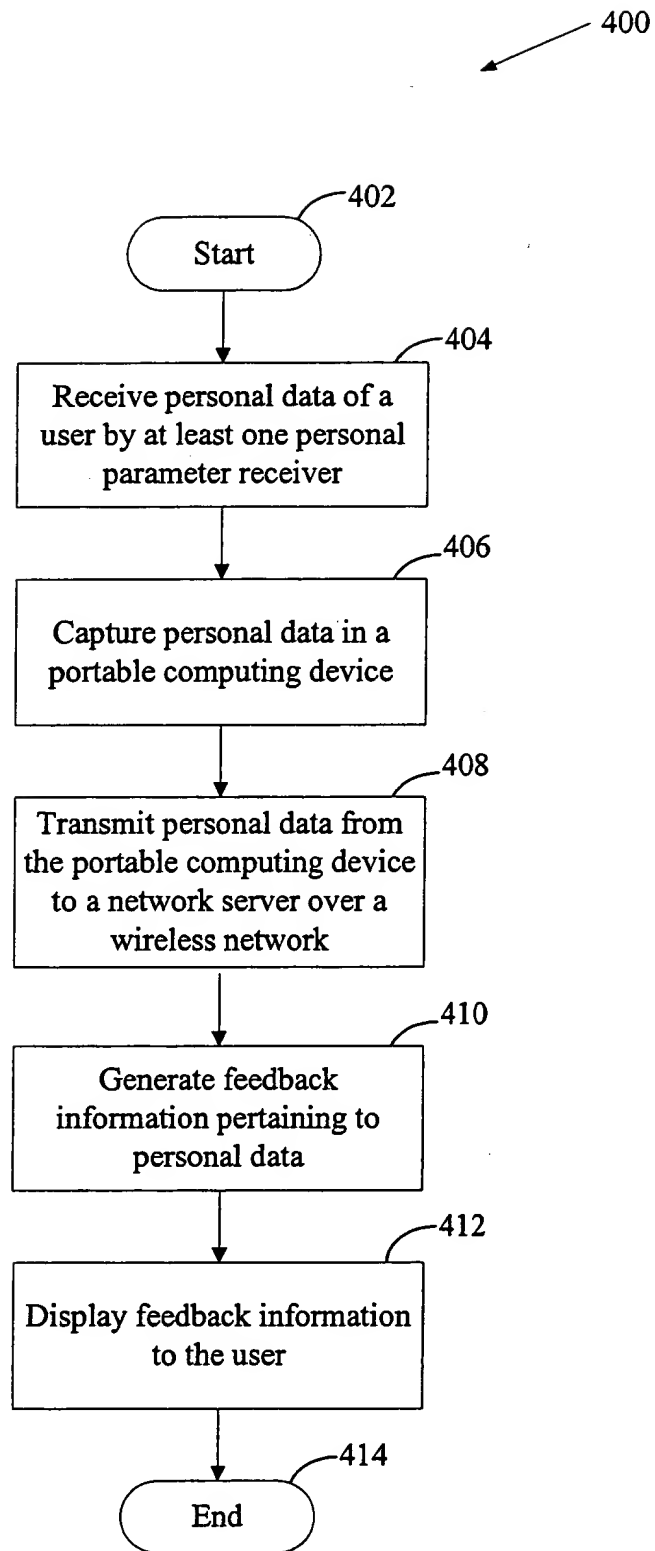 400
402
Start
404
Receive personal data of a
user by at least one personal
parameter receiver
406
Capture personal data in a
portable computing device
408
Transmit personal data from
the portable computing device
to a network server over a
wireless network
410
Generate feedback
information pertaining to
personal data
412
Display feedback information
to the user
414
End